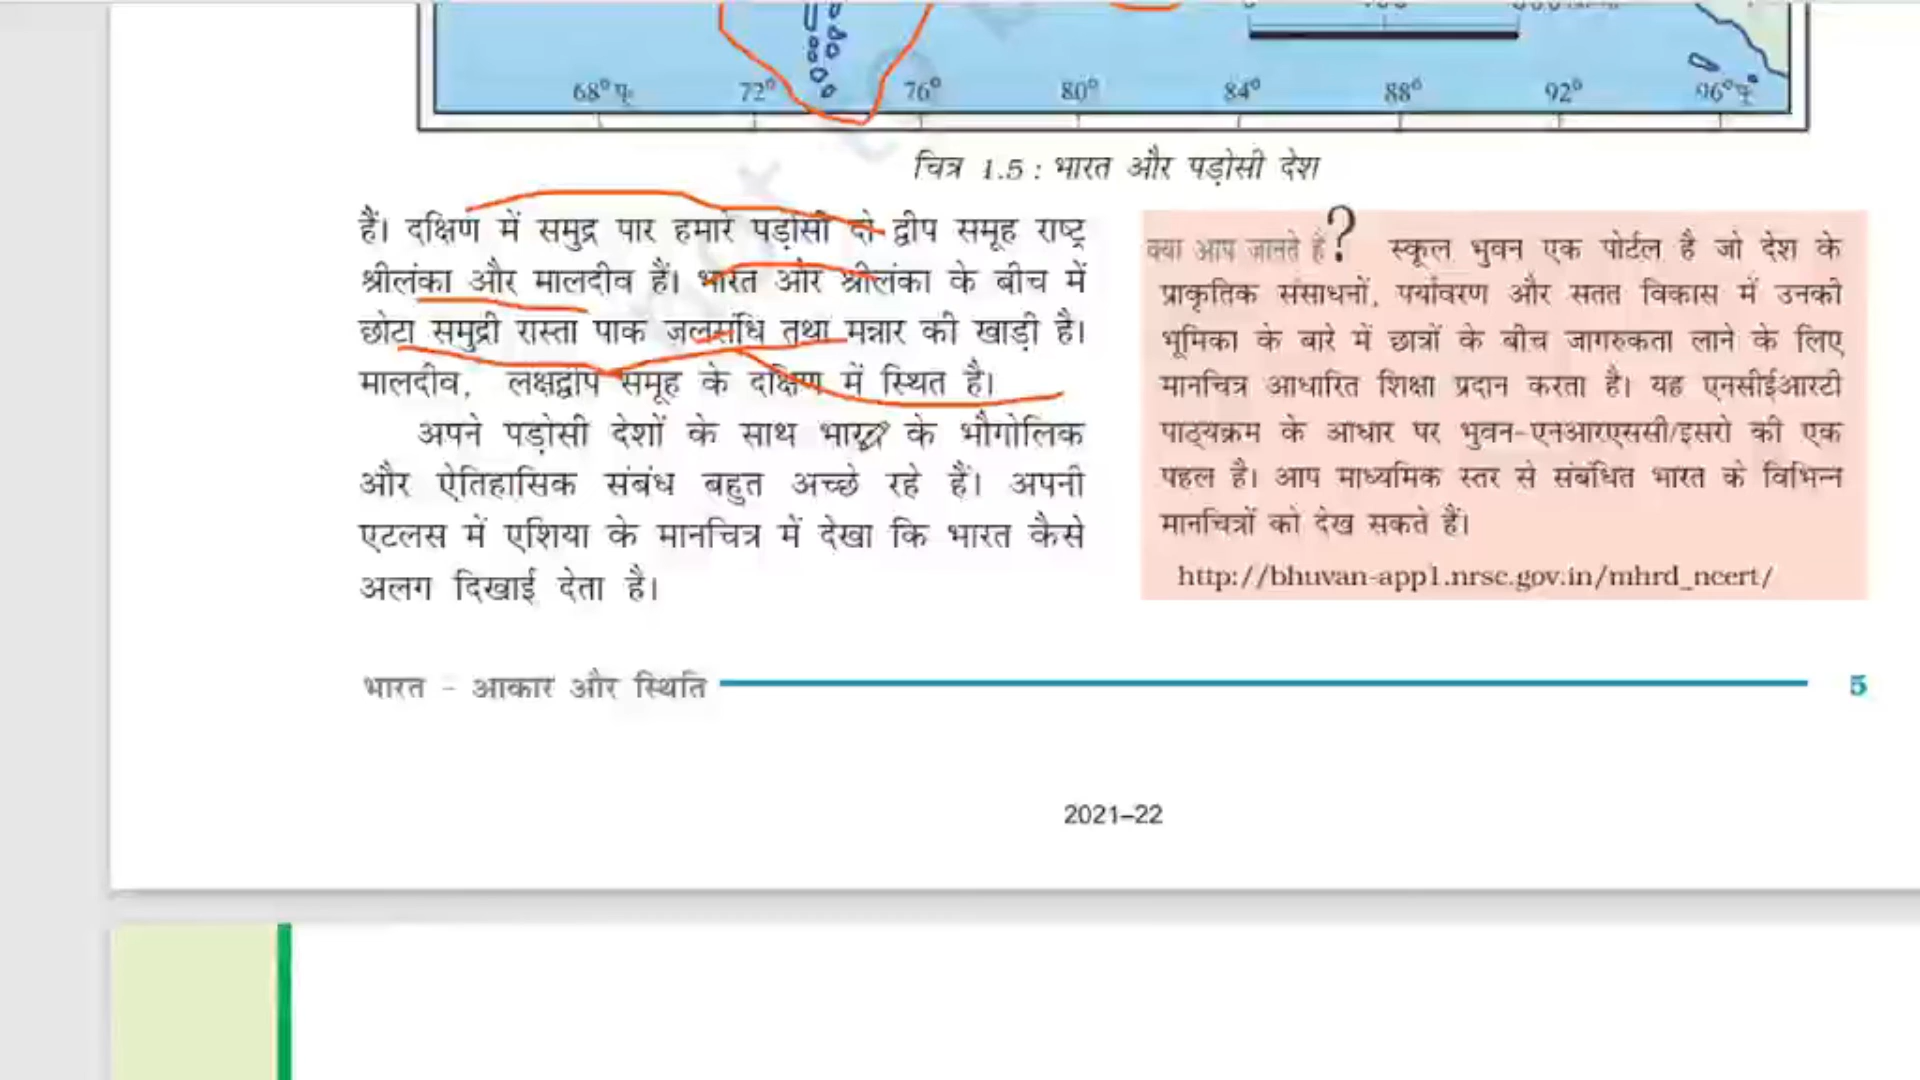 68° पू॰ 72° 76° 80° 84° 88° 92° 96° पू॰
चित्र 1.5 : भारत और पड़ोसी देश
हैं। दक्षिण में समुद्र पार हमारे पड़ोसी दो द्वीप समूह राष्ट्र
श्रीलंका और मालदीव हैं। भारत और श्रीलंका के बीच में
छोटा समुद्री रास्ता पाक जलसंधि तथा मन्नार की खाड़ी है।
मालदीव, लक्षद्वीप समूह के दक्षिण में स्थित है।
अपने पड़ोसी देशों के साथ भारत के भौगोलिक
और ऐतिहासिक संबंध बहुत अच्छे रहे हैं। अपनी
एटलस में एशिया के मानचित्र में देखा कि भारत कैसे
अलग दिखाई देता है।
क्या आप जानते हैं? स्कूल भुवन एक पोर्टल है जो देश के
प्राकृतिक संसाधनों, पर्यावरण और सतत विकास में उनकी
भूमिका के बारे में छात्रों के बीच जागरुकता लाने के लिए
मानचित्र आधारित शिक्षा प्रदान करता है। यह एनसीईआरटी
पाठ्यक्रम के आधार पर भुवन-एनआरएससी/इसरो की एक
पहल है। आप माध्यमिक स्तर से संबंधित भारत के विभिन्न
मानचित्रों को देख सकते हैं।
http://bhuvan-app1.nrsc.gov.in/mhrd_ncert/
भारत - आकार और स्थिति 5
2021–22